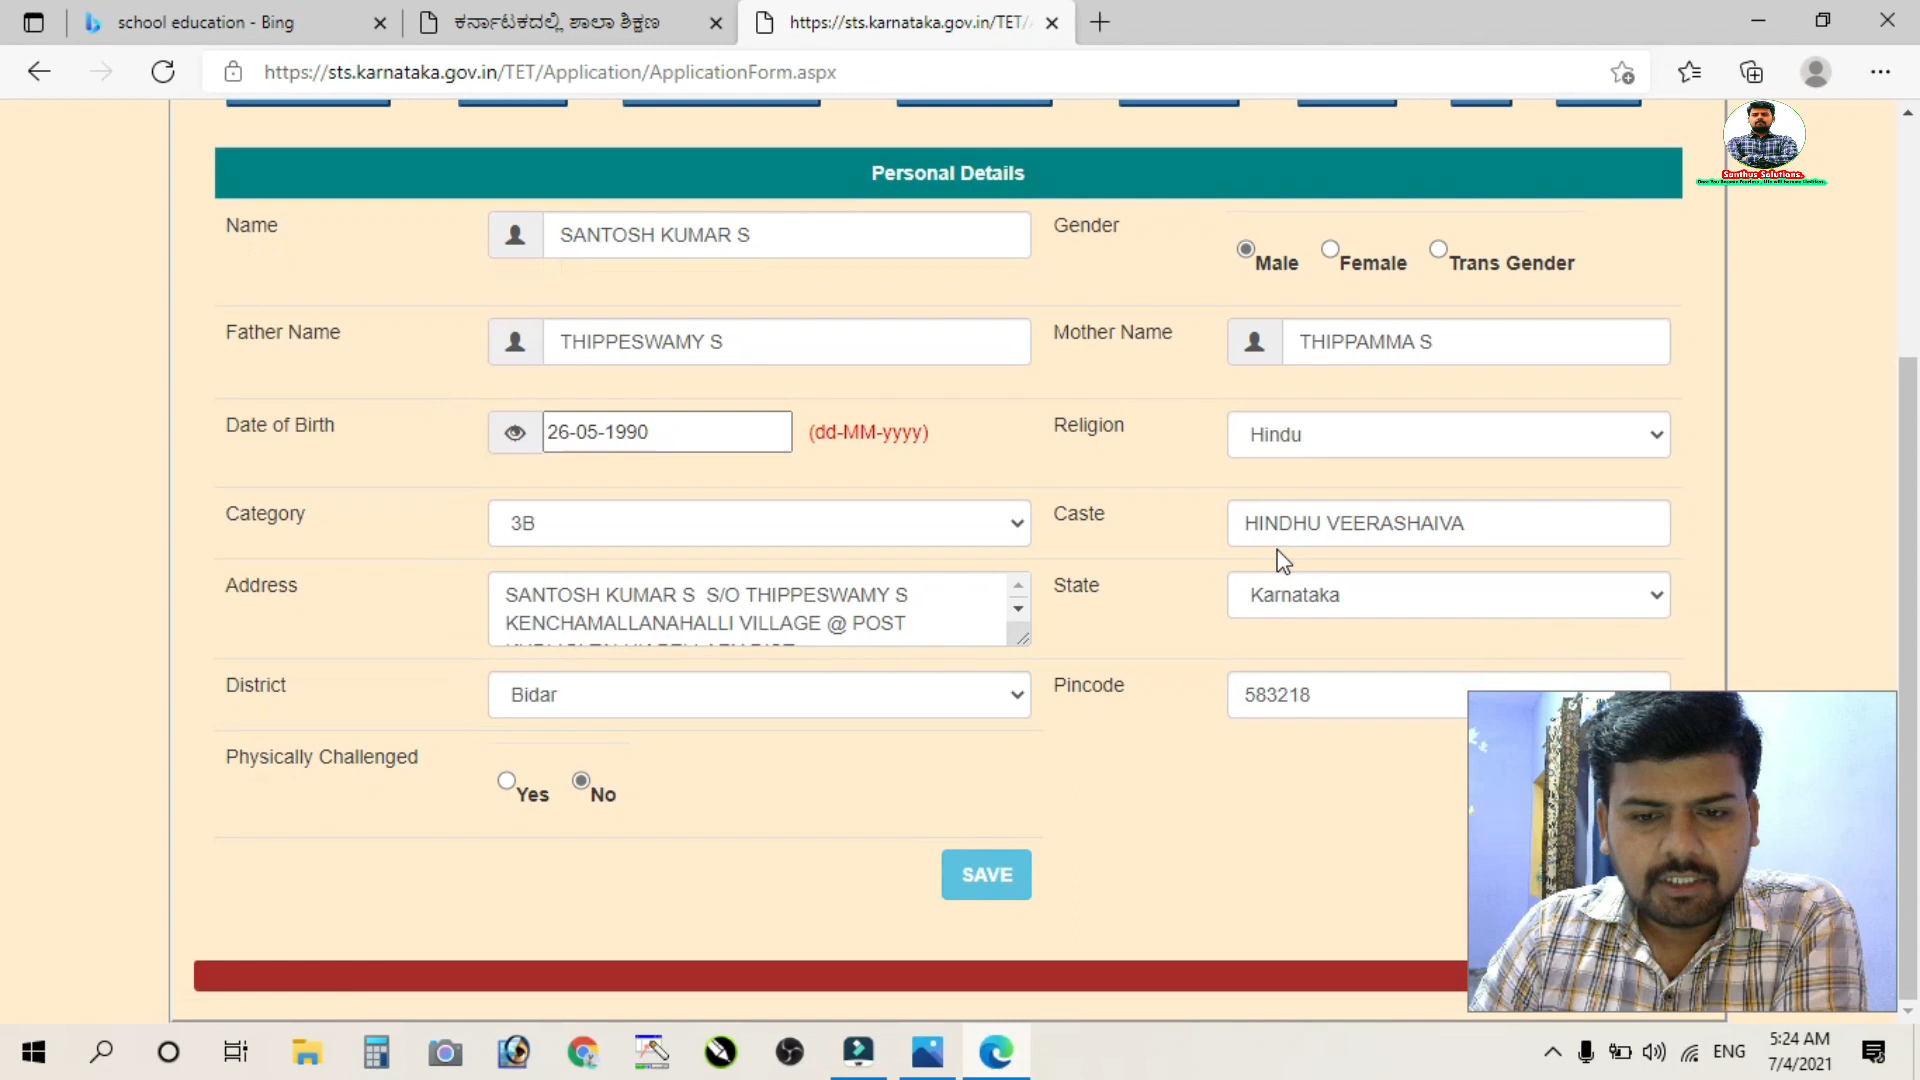 school education - Bing
ಕರ್ನಾಟಕದಲ್ಲಿ ಶಾಲಾ ಶಿಕ್ಷಣ
https://sts.karnataka.gov.in/TET/
https://sts.karnataka.gov.in/TET/Application/ApplicationForm.aspx
Santhus Solutions.
Personal Details
Name
SANTOSH KUMAR S
Gender
Male
Female
Trans Gender
Father Name
THIPPESWAMY S
Mother Name
THIPPAMMA S
Date of Birth
26-05-1990
(dd-MM-yyyy)
Religion
Hindu
Category
3B
Caste
HINDHU VEERASHAIVA
Address
SANTOSH KUMAR S S/O THIPPESWAMY S
KENCHAMALLANAHALLI VILLAGE @ POST
State
Karnataka
District
Bidar
Pincode
583218
Physically Challenged
Yes
No
SAVE
ENG
5:24 AM
7/4/2021